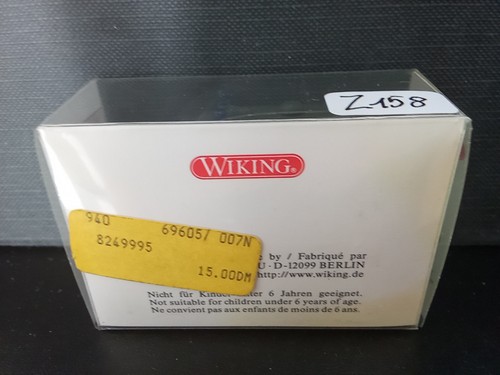 Z158
WIKING®
940 69605/ 007N
8249995
15.00DM
by / Fabriqué par
U · D-12099 BERLIN
http://www.wiking.de
Nicht für Kinder unter 6 Jahren geeignet.
Not suitable for children under 6 years of age.
Ne convient pas aux enfants de moins de 6 ans.